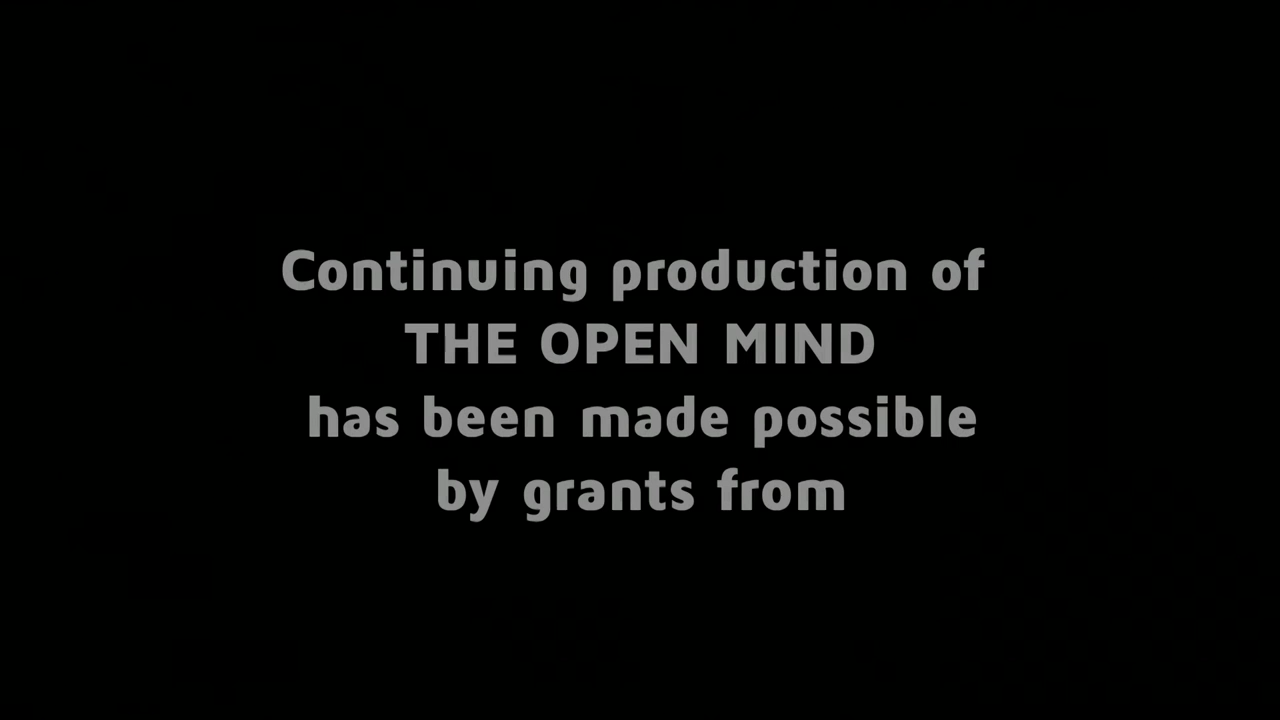 Continuing production of
THE OPEN MIND
has been made possible
by grants from